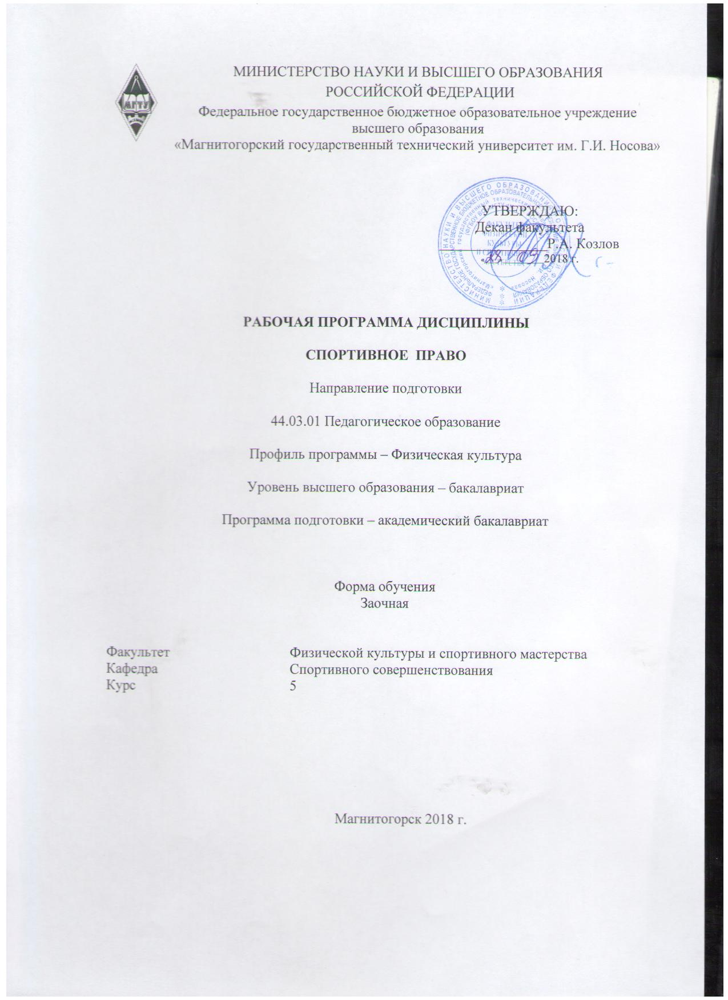 МИНИСТЕРСТВО НАУКИ И ВЫСШЕГО ОБРАЗОВАНИЯ
РОССИЙСКОЙ ФЕДЕРАЦИИ
Федеральное государственное бюджетное образовательное учреждение
высшего образования
«Магнитогорский государственный технический университет им. Г.И. Носова»
МГТУ
УТВЕРЖДАЮ:
Декан факультета
Р.А. Козлов
«28» 09 2018 г.
РАБОЧАЯ ПРОГРАММА ДИСЦИПЛИНЫ
СПОРТИВНОЕ ПРАВО
Направление подготовки
44.03.01 Педагогическое образование
Профиль программы – Физическая культура
Уровень высшего образования – бакалавриат
Программа подготовки – академический бакалавриат
Форма обучения
Заочная
Факультет Физической культуры и спортивного мастерства
Кафедра Спортивного совершенствования
Курс 5
Магнитогорск 2018 г.